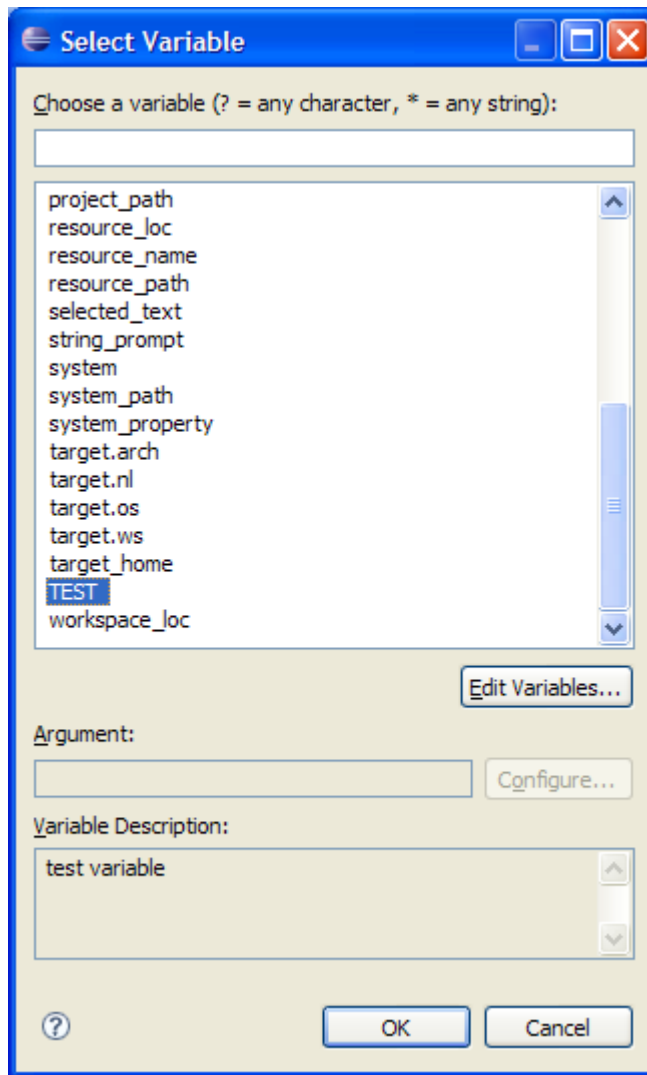 Select Variable
Choose a variable (? = any character, * = any string):
project_path
resource_loc
resource_name
resource_path
selected_text
string_prompt
system
system_path
system_property
target.arch
target.nl
target.os
target.ws
target_home
TEST
workspace_loc
Edit Variables...
Argument:
Configure...
Variable Description:
test variable
OK Cancel